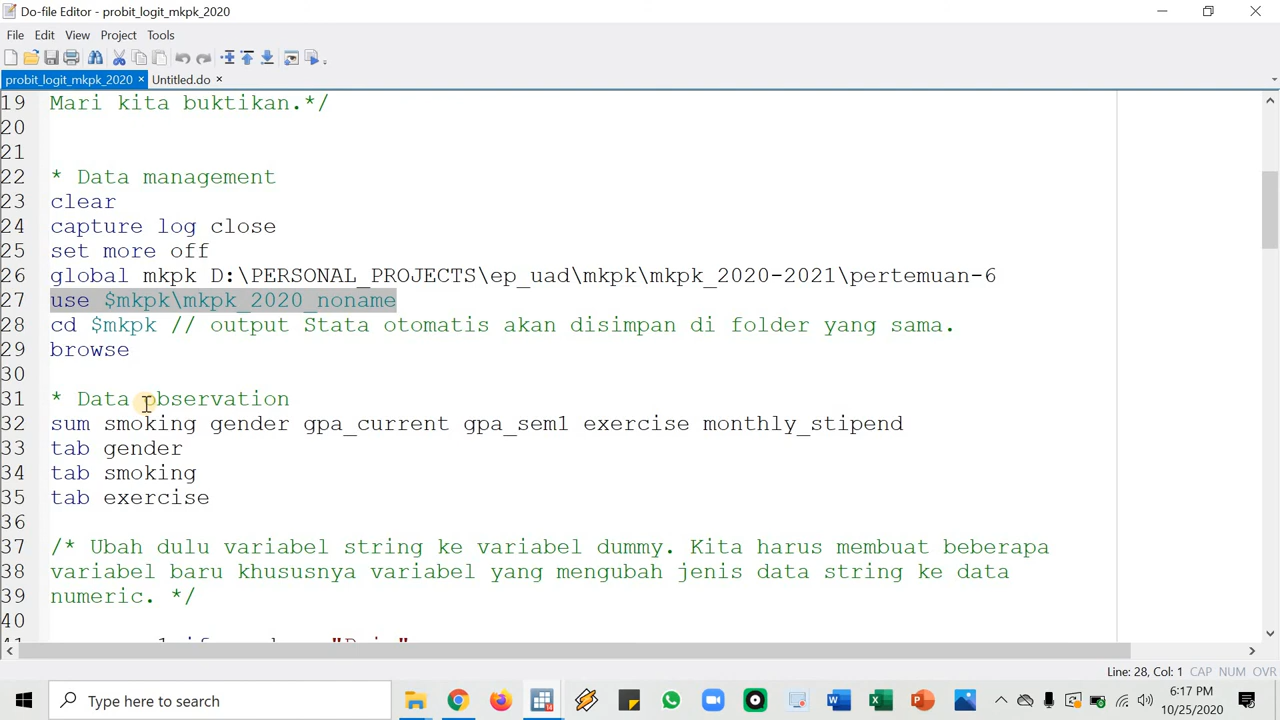 Do-file Editor - probit_logit_mkpk_2020
File Edit View Project Tools
probit_logit_mkpk_2020 × Untitled.do ×
19 Mari kita buktikan.*/
20
21
22 * Data management
23 clear
24 capture log close
25 set more off
26 global mkpk D:\PERSONAL_PROJECTS\ep_uad\mkpk\mkpk_2020-2021\pertemuan-6
27 use $mkpk\mkpk_2020_noname
28 cd $mkpk // output Stata otomatis akan disimpan di folder yang sama.
29 browse
30
31 * Data observation
32 sum smoking gender gpa_current gpa_sem1 exercise monthly_stipend
33 tab gender
34 tab smoking
35 tab exercise
36
37 /* Ubah dulu variabel string ke variabel dummy. Kita harus membuat beberapa
38 variabel baru khususnya variabel yang mengubah jenis data string ke data
39 numeric. */
40
Line: 28, Col: 1 CAP NUM OVR
Type here to search
6:17 PM
10/25/2020